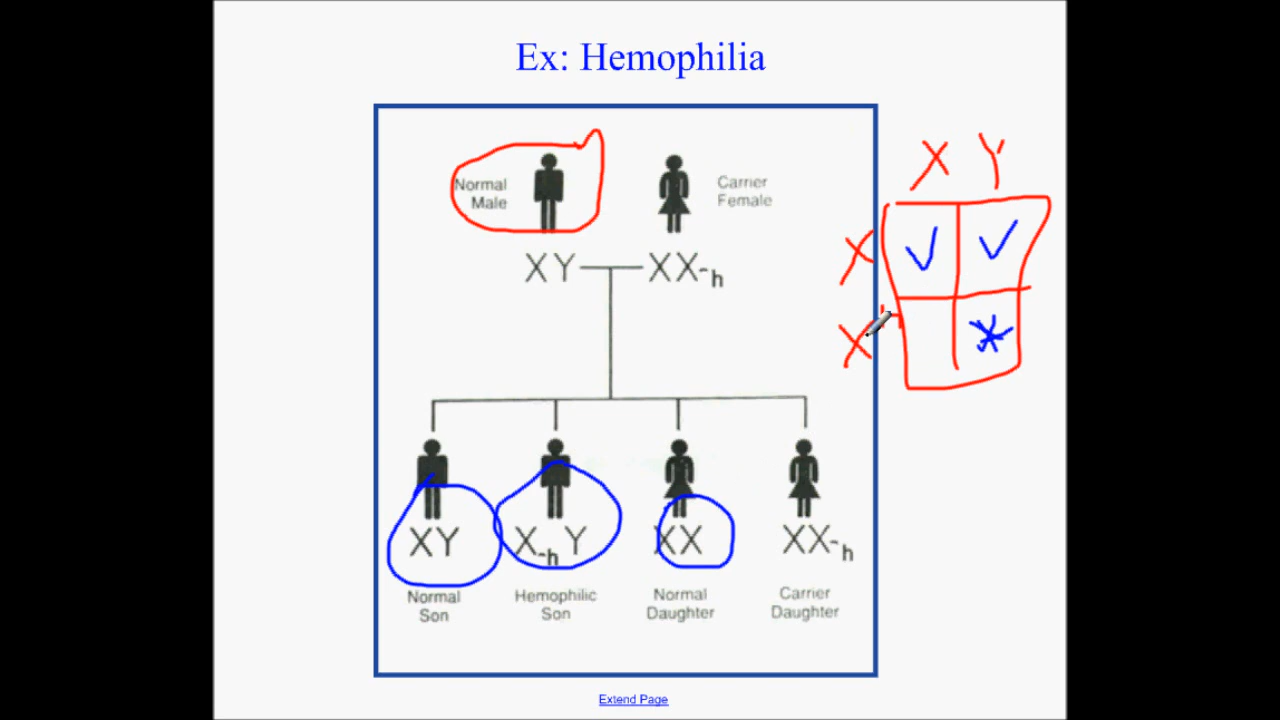 Ex: Hemophilia
Normal
Male
Carrier
Female
XY
XX-h
X Y
X
X
XY
X-hY
XX
XX-h
Normal
Son
Hemophilic
Son
Normal
Daughter
Carrier
Daughter
Extend Page